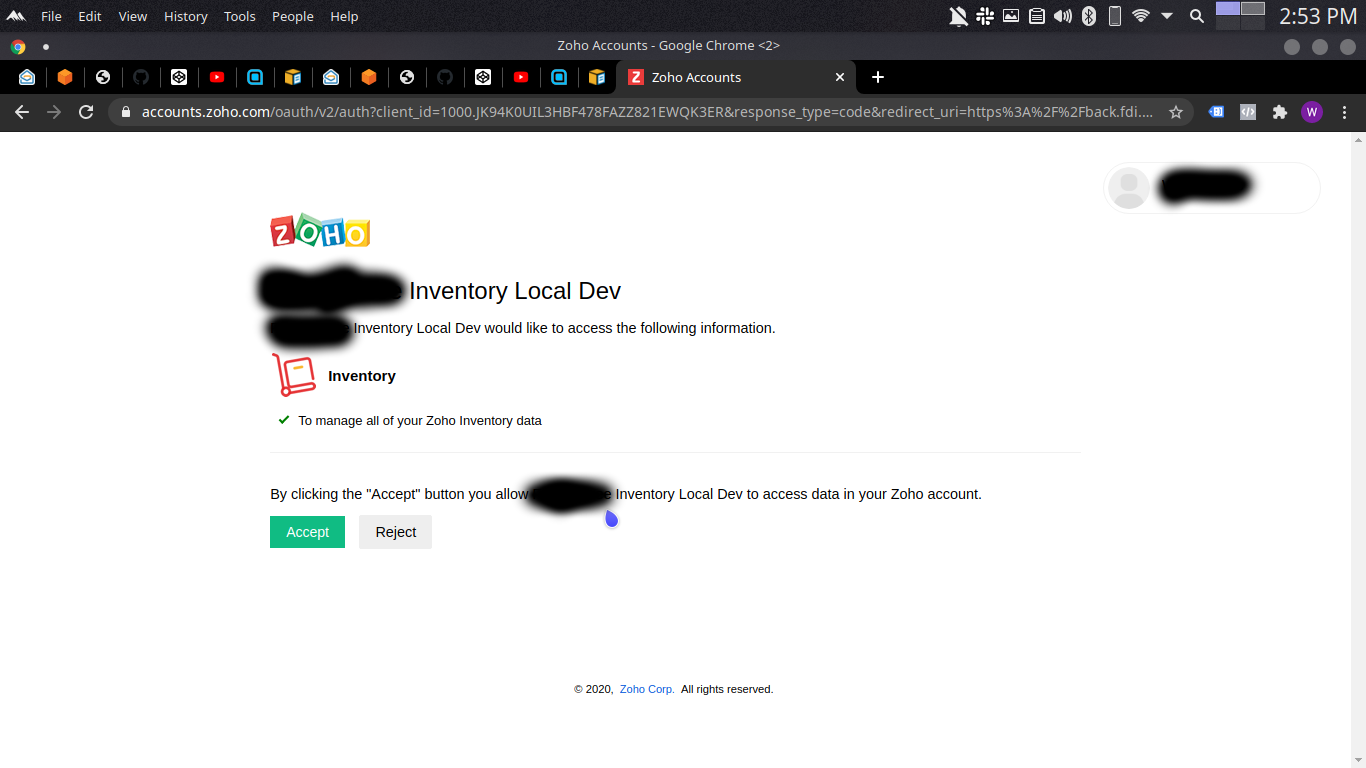 File Edit View History Tools People Help
2:53 PM
Zoho Accounts - Google Chrome <2>
Zoho Accounts
accounts.zoho.com/oauth/v2/auth?client_id=1000.JK94K0UIL3HBF478FAZZ821EWQK3ER&response_type=code&redirect_uri=https%3A%2F%2Fback.fdi....
W
ZOHO
Inventory Local Dev
Inventory Local Dev would like to access the following information.
Inventory
To manage all of your Zoho Inventory data
By clicking the "Accept" button you allow Inventory Local Dev to access data in your Zoho account.
Accept Reject
© 2020, Zoho Corp. All rights reserved.